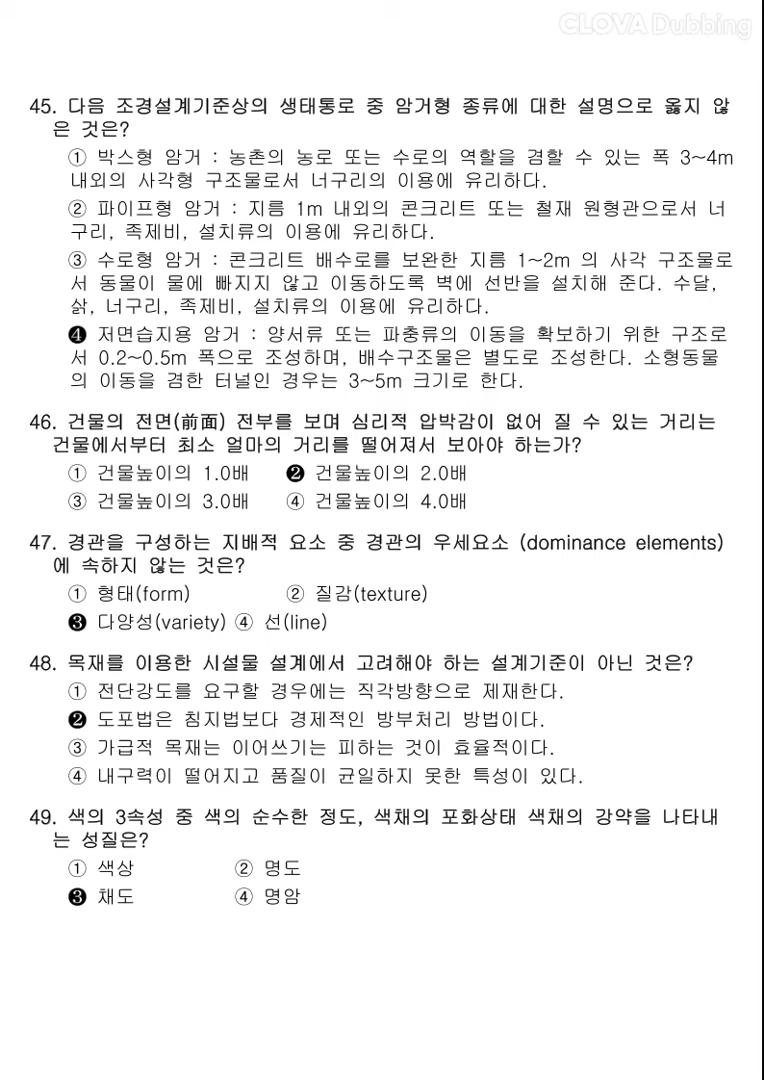 CLOVA Dubbing
45. 다음 조경설계기준상의 생태통로 중 암거형 종류에 대한 설명으로 옳지 않
은 것은?
① 박스형 암거 : 농촌의 농로 또는 수로의 역할을 겸할 수 있는 폭 3~4m
내외의 사각형 구조물로서 너구리의 이용에 유리하다.
② 파이프형 암거 : 지름 1m 내외의 콘크리트 또는 철재 원형관으로서 너
구리, 족제비, 설치류의 이용에 유리하다.
③ 수로형 암거 : 콘크리트 배수로를 보완한 지름 1~2m 의 사각 구조물로
서 동물이 물에 빠지지 않고 이동하도록 벽에 선반을 설치해 준다. 수달,
삵, 너구리, 족제비, 설치류의 이용에 유리하다.
❹ 저면습지용 암거 : 양서류 또는 파충류의 이동을 확보하기 위한 구조로
서 0.2~0.5m 폭으로 조성하며, 배수구조물은 별도로 조성한다. 소형동물
의 이동을 겸한 터널인 경우는 3~5m 크기로 한다.
46. 건물의 전면(前面) 전부를 보며 심리적 압박감이 없어 질 수 있는 거리는
건물에서부터 최소 얼마의 거리를 떨어져서 보아야 하는가?
① 건물높이의 1.0배 ❷ 건물높이의 2.0배
③ 건물높이의 3.0배 ④ 건물높이의 4.0배
47. 경관을 구성하는 지배적 요소 중 경관의 우세요소 (dominance elements)
에 속하지 않는 것은?
① 형태(form) ② 질감(texture)
❸ 다양성(variety) ④ 선(line)
48. 목재를 이용한 시설물 설계에서 고려해야 하는 설계기준이 아닌 것은?
① 전단강도를 요구할 경우에는 직각방향으로 제재한다.
❷ 도포법은 침지법보다 경제적인 방부처리 방법이다.
③ 가급적 목재는 이어쓰기는 피하는 것이 효율적이다.
④ 내구력이 떨어지고 품질이 균일하지 못한 특성이 있다.
49. 색의 3속성 중 색의 순수한 정도, 색채의 포화상태 색채의 강약을 나타내
는 성질은?
① 색상 ② 명도
❸ 채도 ④ 명암